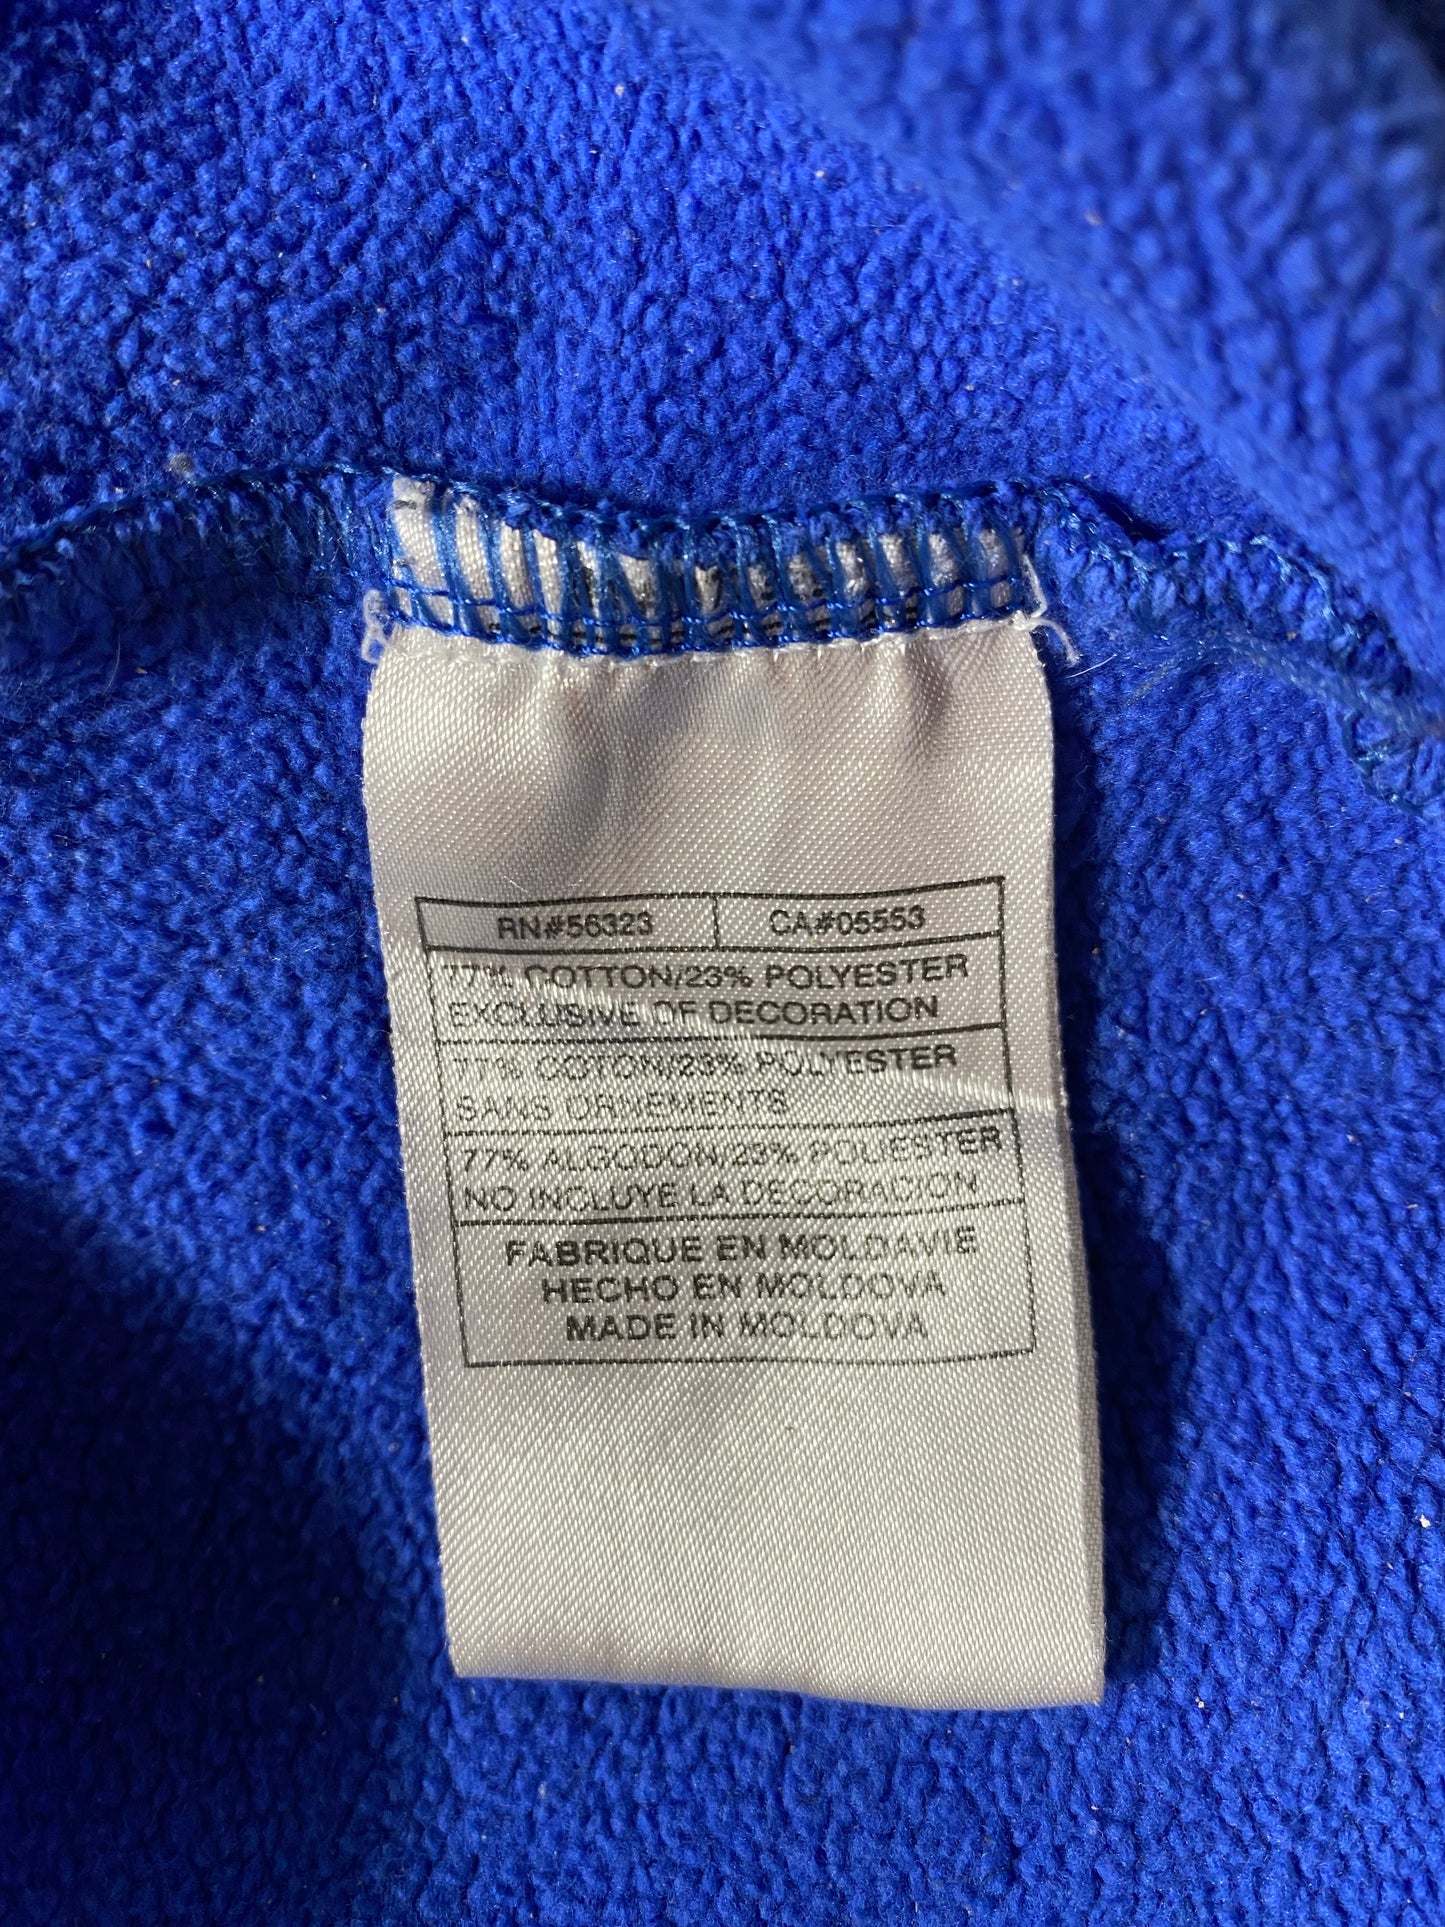 RN#56323 CA#05553
77% COTTON/23% POLYESTER
EXCLUSIVE OF DECORATION
77% COTON/23% POLYESTER
SANS ORNEMENTS
77% ALGODON/23% POLIESTER
NO INCLUYE LA DECORACION
FABRIQUE EN MOLDAVIE
HECHO EN MOLDOVA
MADE IN MOLDOVA